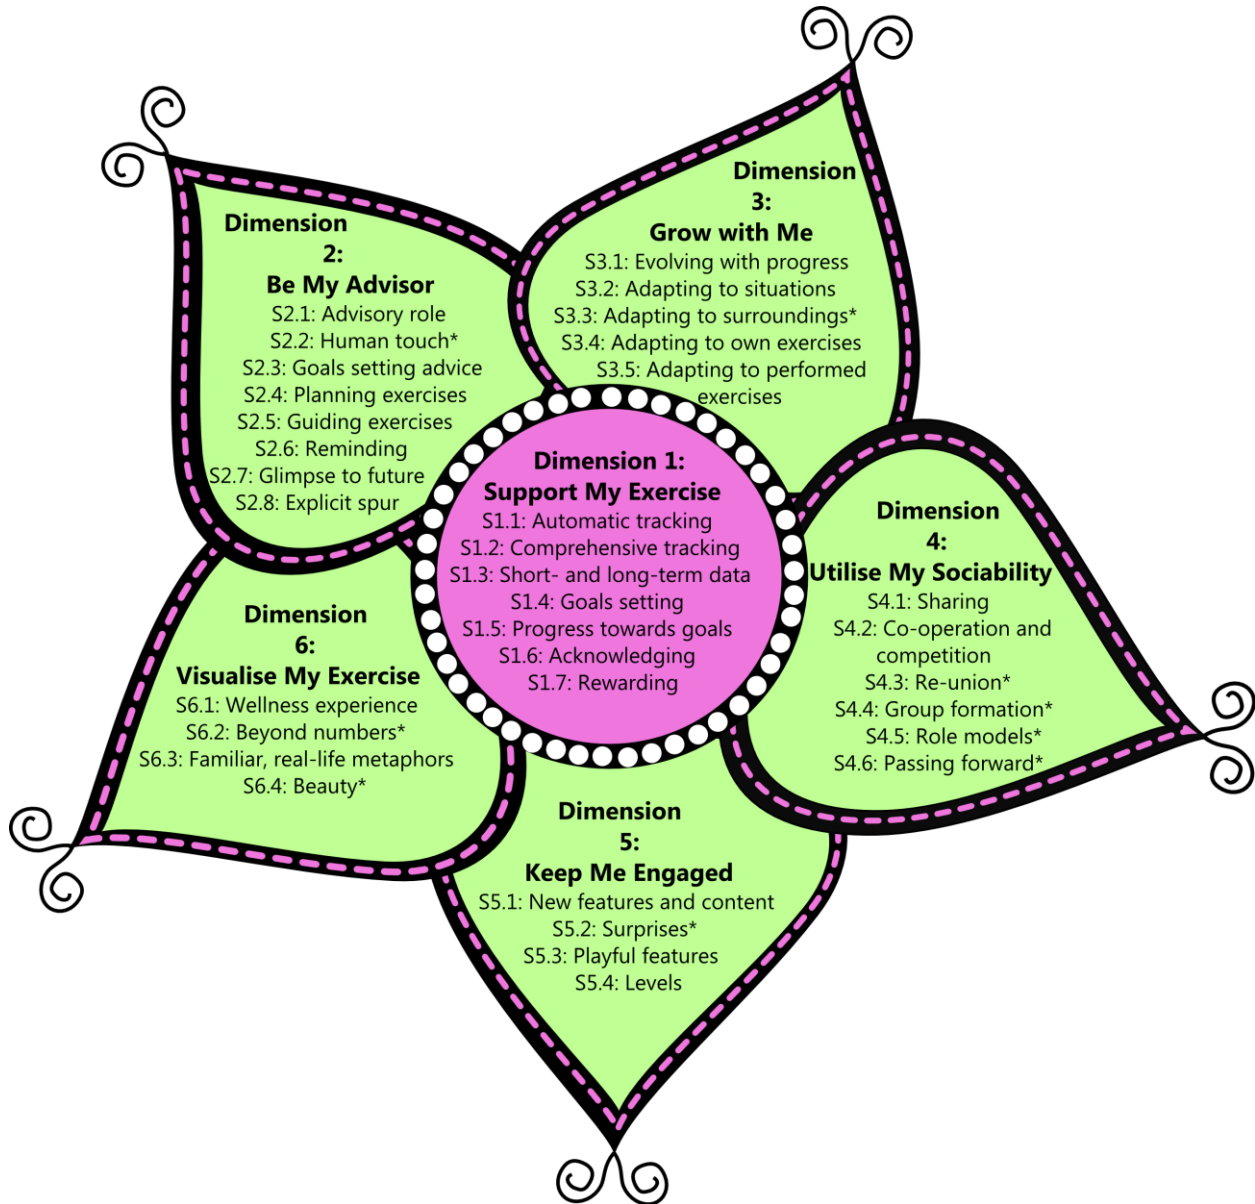 Dimension
3:
Grow with Me
S3.1: Evolving with progress
S3.2: Adapting to situations
S3.3: Adapting to surroundings*
S3.4: Adapting to own exercises
S3.5: Adapting to performed
exercises
Dimension
2:
Be My Advisor
S2.1: Advisory role
S2.2: Human touch*
S2.3: Goals setting advice
S2.4: Planning exercises
S2.5: Guiding exercises
S2.6: Reminding
S2.7: Glimpse to future
S2.8: Explicit spur
Dimension 1:
Support My Exercise
S1.1: Automatic tracking
S1.2: Comprehensive tracking
S1.3: Short- and long-term data
S1.4: Goals setting
S1.5: Progress towards goals
S1.6: Acknowledging
S1.7: Rewarding
Dimension
4:
Utilise My Sociability
S4.1: Sharing
S4.2: Co-operation and
competition
S4.3: Re-union*
S4.4: Group formation*
S4.5: Role models*
S4.6: Passing forward*
Dimension
6:
Visualise My Exercise
S6.1: Wellness experience
S6.2: Beyond numbers*
S6.3: Familiar, real-life metaphors
S6.4: Beauty*
Dimension
5:
Keep Me Engaged
S5.1: New features and content
S5.2: Surprises*
S5.3: Playful features
S5.4: Levels